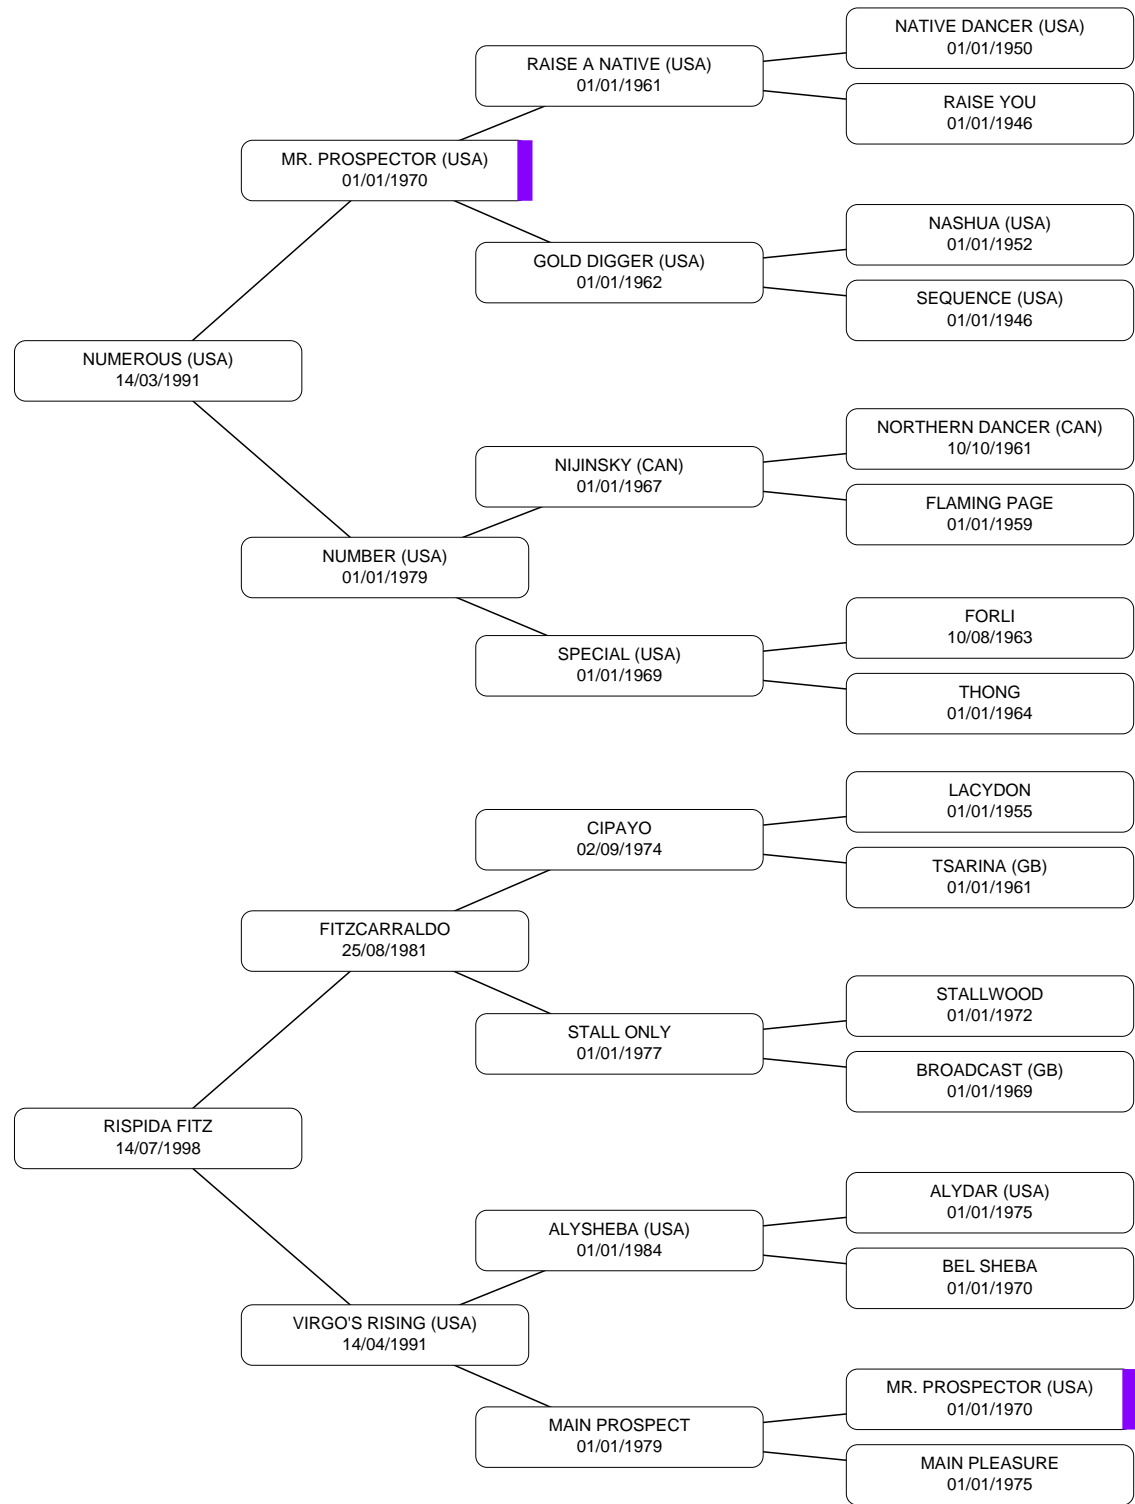 NATIVE DANCER (USA)
01/01/1950
RAISE A NATIVE (USA)
01/01/1961
RAISE YOU
01/01/1946
MR. PROSPECTOR (USA)
01/01/1970
NASHUA (USA)
01/01/1952
GOLD DIGGER (USA)
01/01/1962
SEQUENCE (USA)
01/01/1946
NUMEROUS (USA)
14/03/1991
NORTHERN DANCER (CAN)
10/10/1961
NIJINSKY (CAN)
01/01/1967
FLAMING PAGE
01/01/1959
NUMBER (USA)
01/01/1979
FORLI
10/08/1963
SPECIAL (USA)
01/01/1969
THONG
01/01/1964
LACYDON
01/01/1955
CIPAYO
02/09/1974
TSARINA (GB)
01/01/1961
FITZCARRALDO
25/08/1981
STALLWOOD
01/01/1972
STALL ONLY
01/01/1977
BROADCAST (GB)
01/01/1969
RISPIDA FITZ
14/07/1998
ALYDAR (USA)
01/01/1975
ALYSHEBA (USA)
01/01/1984
BEL SHEBA
01/01/1970
VIRGO'S RISING (USA)
14/04/1991
MR. PROSPECTOR (USA)
01/01/1970
MAIN PROSPECT
01/01/1979
MAIN PLEASURE
01/01/1975